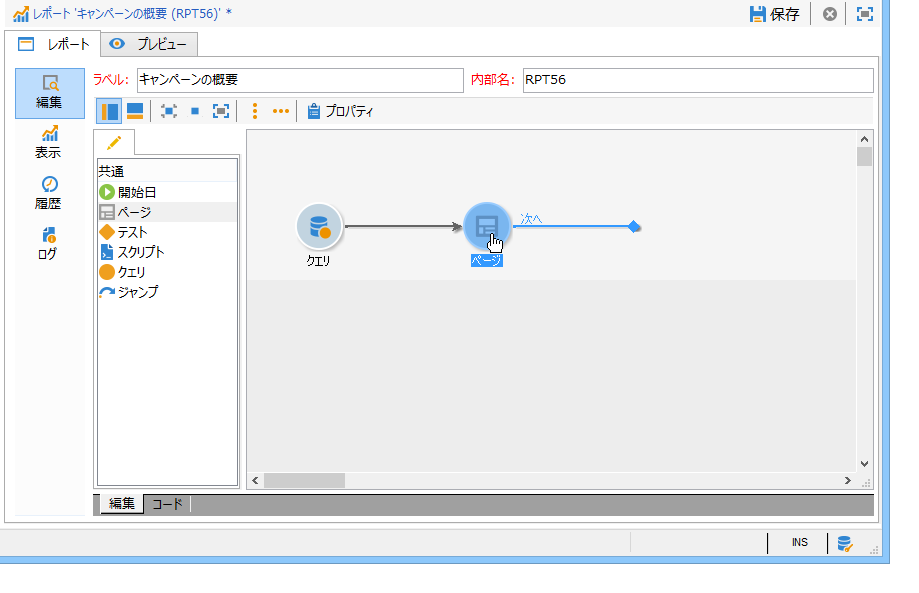 レポート 'キャンペーンの概要 (RPT56)' *
保存
レポート
プレビュー
編集
表示
履歴
ログ
ラベル: キャンペーンの概要
内部名: RPT56
プロパティ
共通
開始日
ページ
テスト
スクリプト
クエリ
ジャンプ
クエリ
ページ
次へ
編集
コード
INS